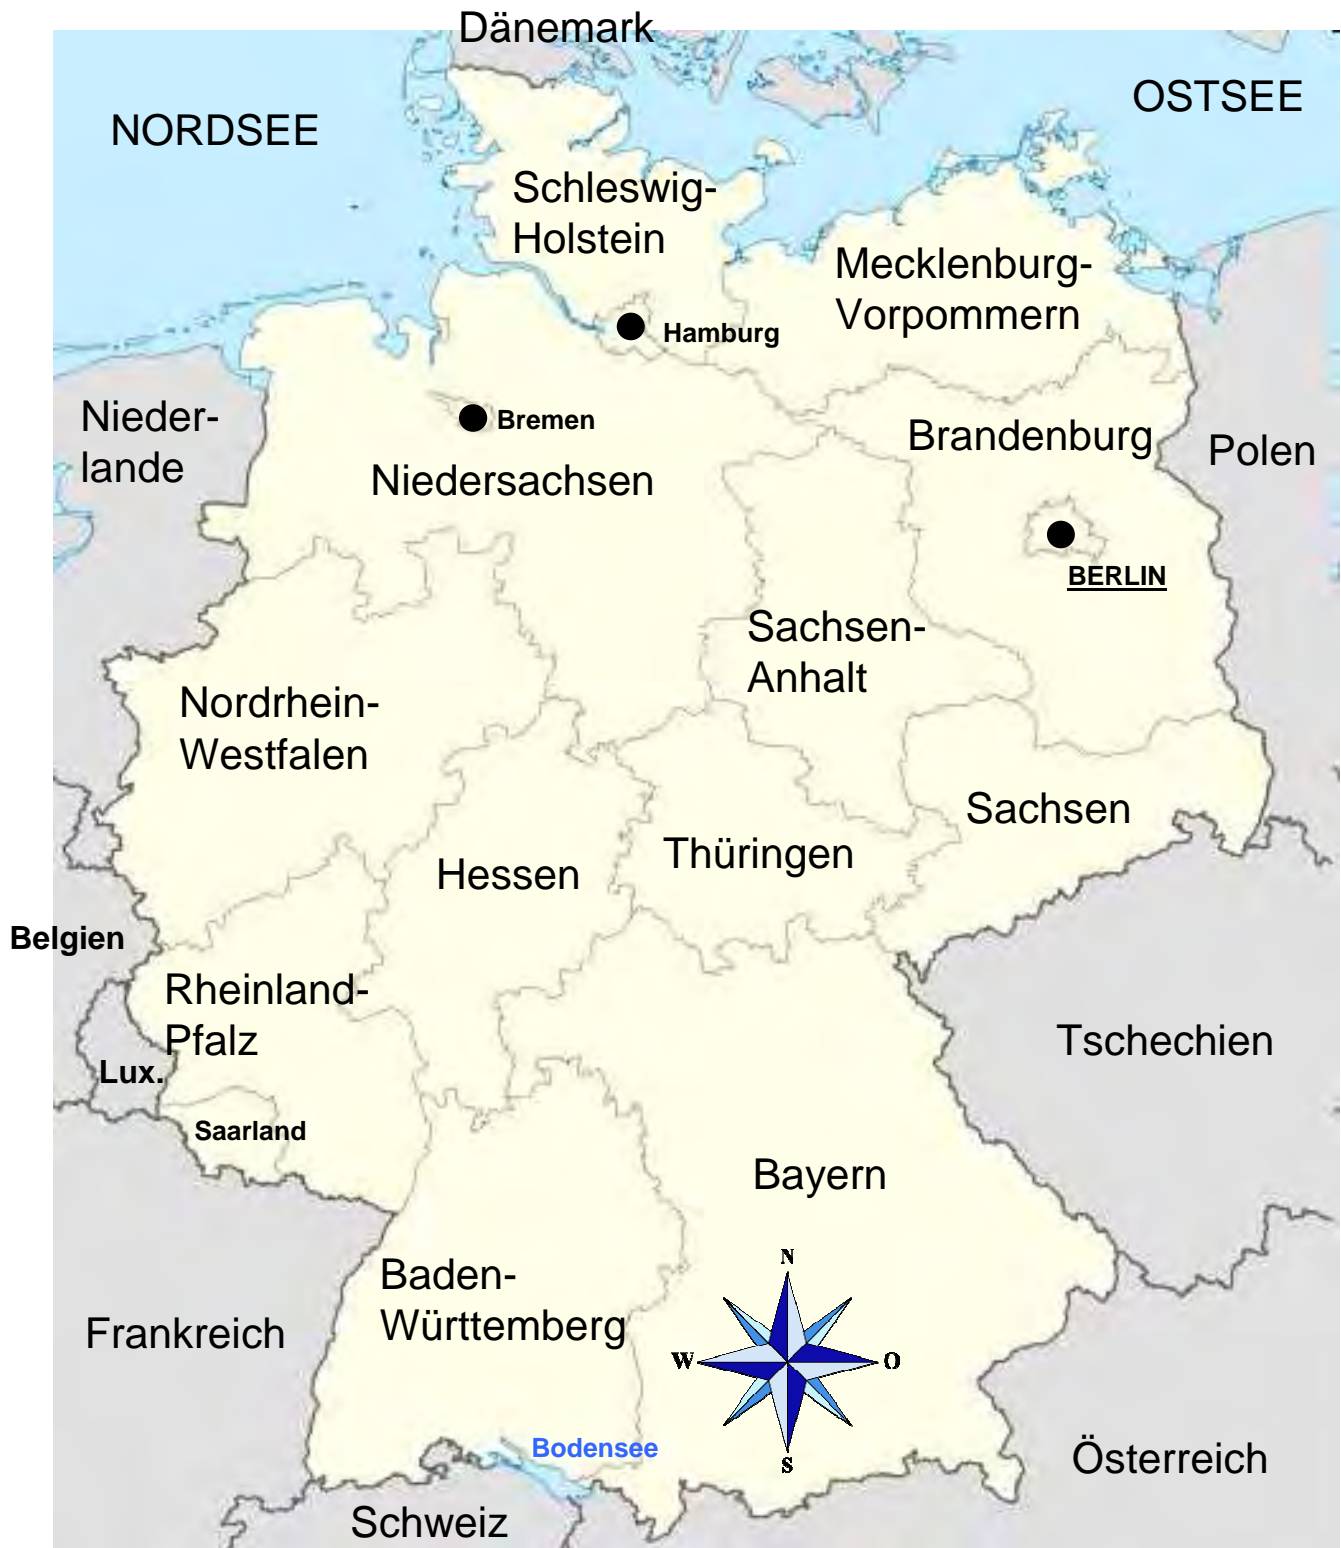 Dänemark
NORDSEE
OSTSEE
Schleswig-
Holstein
Mecklenburg-
Vorpommern
Hamburg
Nieder-
lande
Bremen
Brandenburg
Polen
Niedersachsen
BERLIN
Sachsen-
Anhalt
Nordrhein-
Westfalen
Sachsen
Thüringen
Hessen
Belgien
Rheinland-
Pfalz
Tschechien
Lux.
Saarland
Bayern
Baden-
Württemberg
Frankreich
N
W
O
S
Bodensee
Österreich
Schweiz